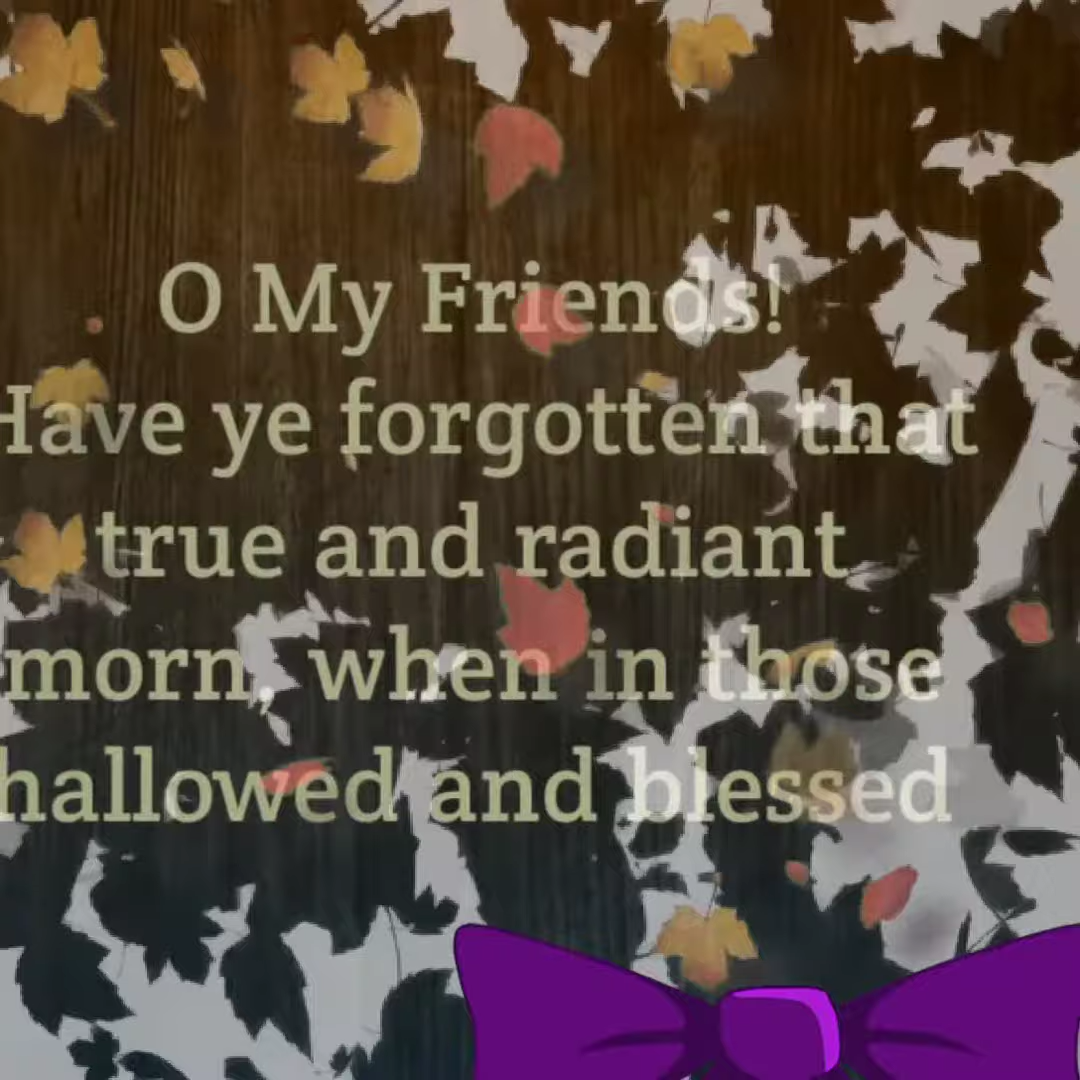 O My Friends!
Have ye forgotten that
true and radiant
morn, when in those
hallowed and blessed